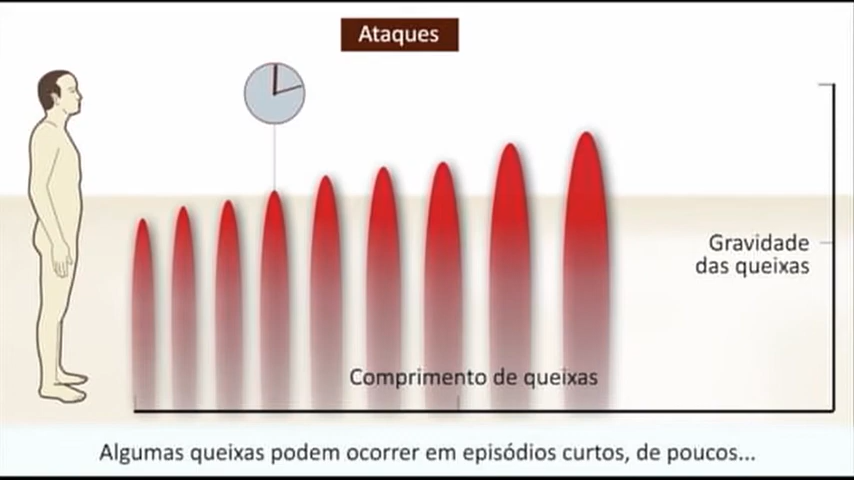 Ataques
Gravidade
das queixas
Comprimento de queixas
Algumas queixas podem ocorrer em episódios curtos, de poucos...